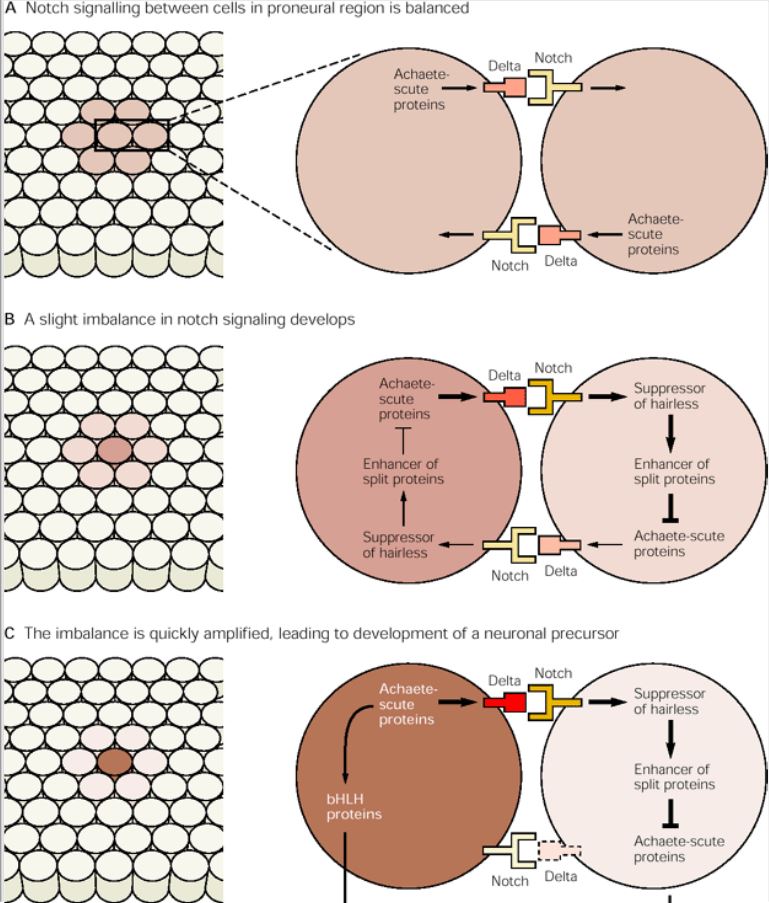 A Notch signalling between cells in proneural region is balanced
Delta
Notch
Achaete-
scute
proteins
Achaete-
scute
proteins
Notch
Delta
B A slight imbalance in notch signaling develops
Delta
Notch
Achaete-
scute
proteins
Suppressor
of hairless
Enhancer of
split proteins
Enhancer of
split proteins
Suppressor
of hairless
Achaete-scute
proteins
Notch
Delta
C The imbalance is quickly amplified, leading to development of a neuronal precursor
Delta
Notch
Achaete-
scute
proteins
Suppressor
of hairless
bHLH
proteins
Enhancer of
split proteins
Achaete-scute
proteins
Notch
Delta